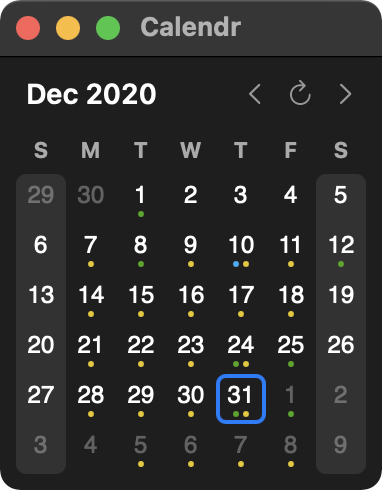 Calendr
Dec 2020
S M T W T F S
29 30 1 2 3 4 5
6 7 8 9 10 11 12
13 14 15 16 17 18 19
20 21 22 23 24 25 26
27 28 29 30 31 1 2
3 4 5 6 7 8 9